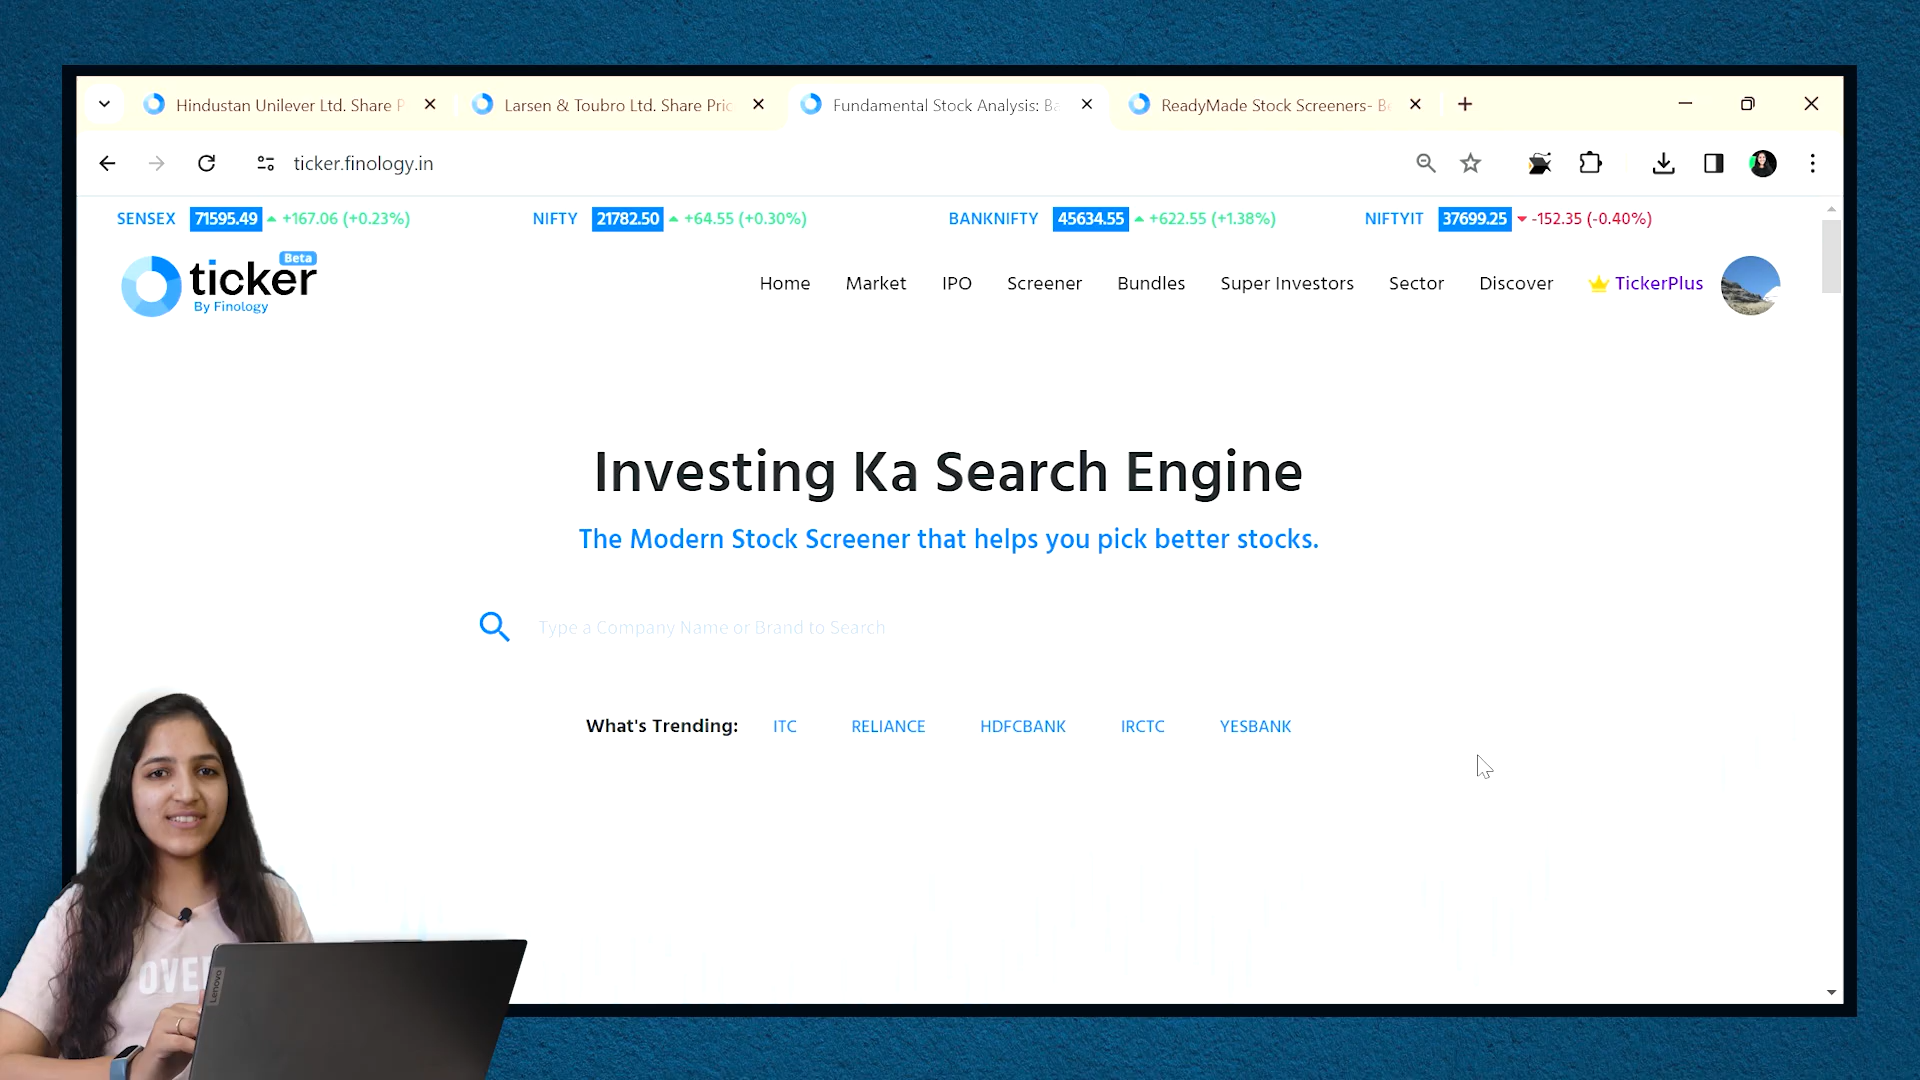 Hindustan Unilever Ltd. Share P
Larsen & Toubro Ltd. Share Pric
Fundamental Stock Analysis: Ba
ReadyMade Stock Screeners- Be
ticker.finology.in
SENSEX 71595.49 +167.06 (+0.23%)
NIFTY 21782.50 +64.55 (+0.30%)
BANKNIFTY 45634.55 +622.55 (+1.38%)
NIFTYIT 37699.25 -152.35 (-0.40%)
Beta
ticker
By Finology
Home Market IPO Screener Bundles Super Investors Sector Discover TickerPlus
Investing Ka Search Engine
The Modern Stock Screener that helps you pick better stocks.
Type a Company Name or Brand to Search
What's Trending: ITC RELIANCE HDFCBANK IRCTC YESBANK
OVE
Lenovo